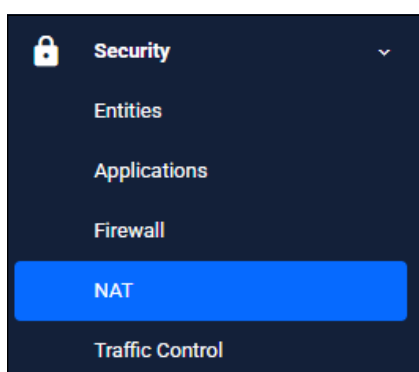 Security
Entities
Applications
Firewall
NAT
Traffic Control